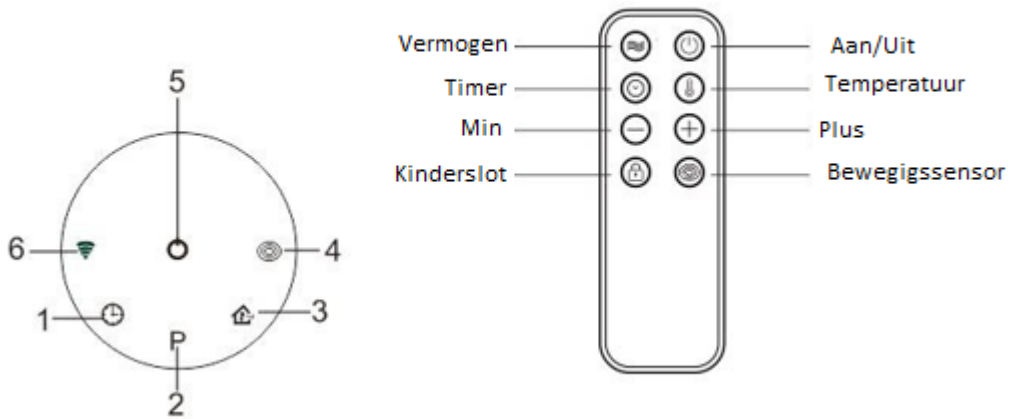 Vermogen
Aan/Uit
Timer
Temperatuur
Min
Plus
Kinderslot
Bewegigssensor
5
6
4
1
3
P
2